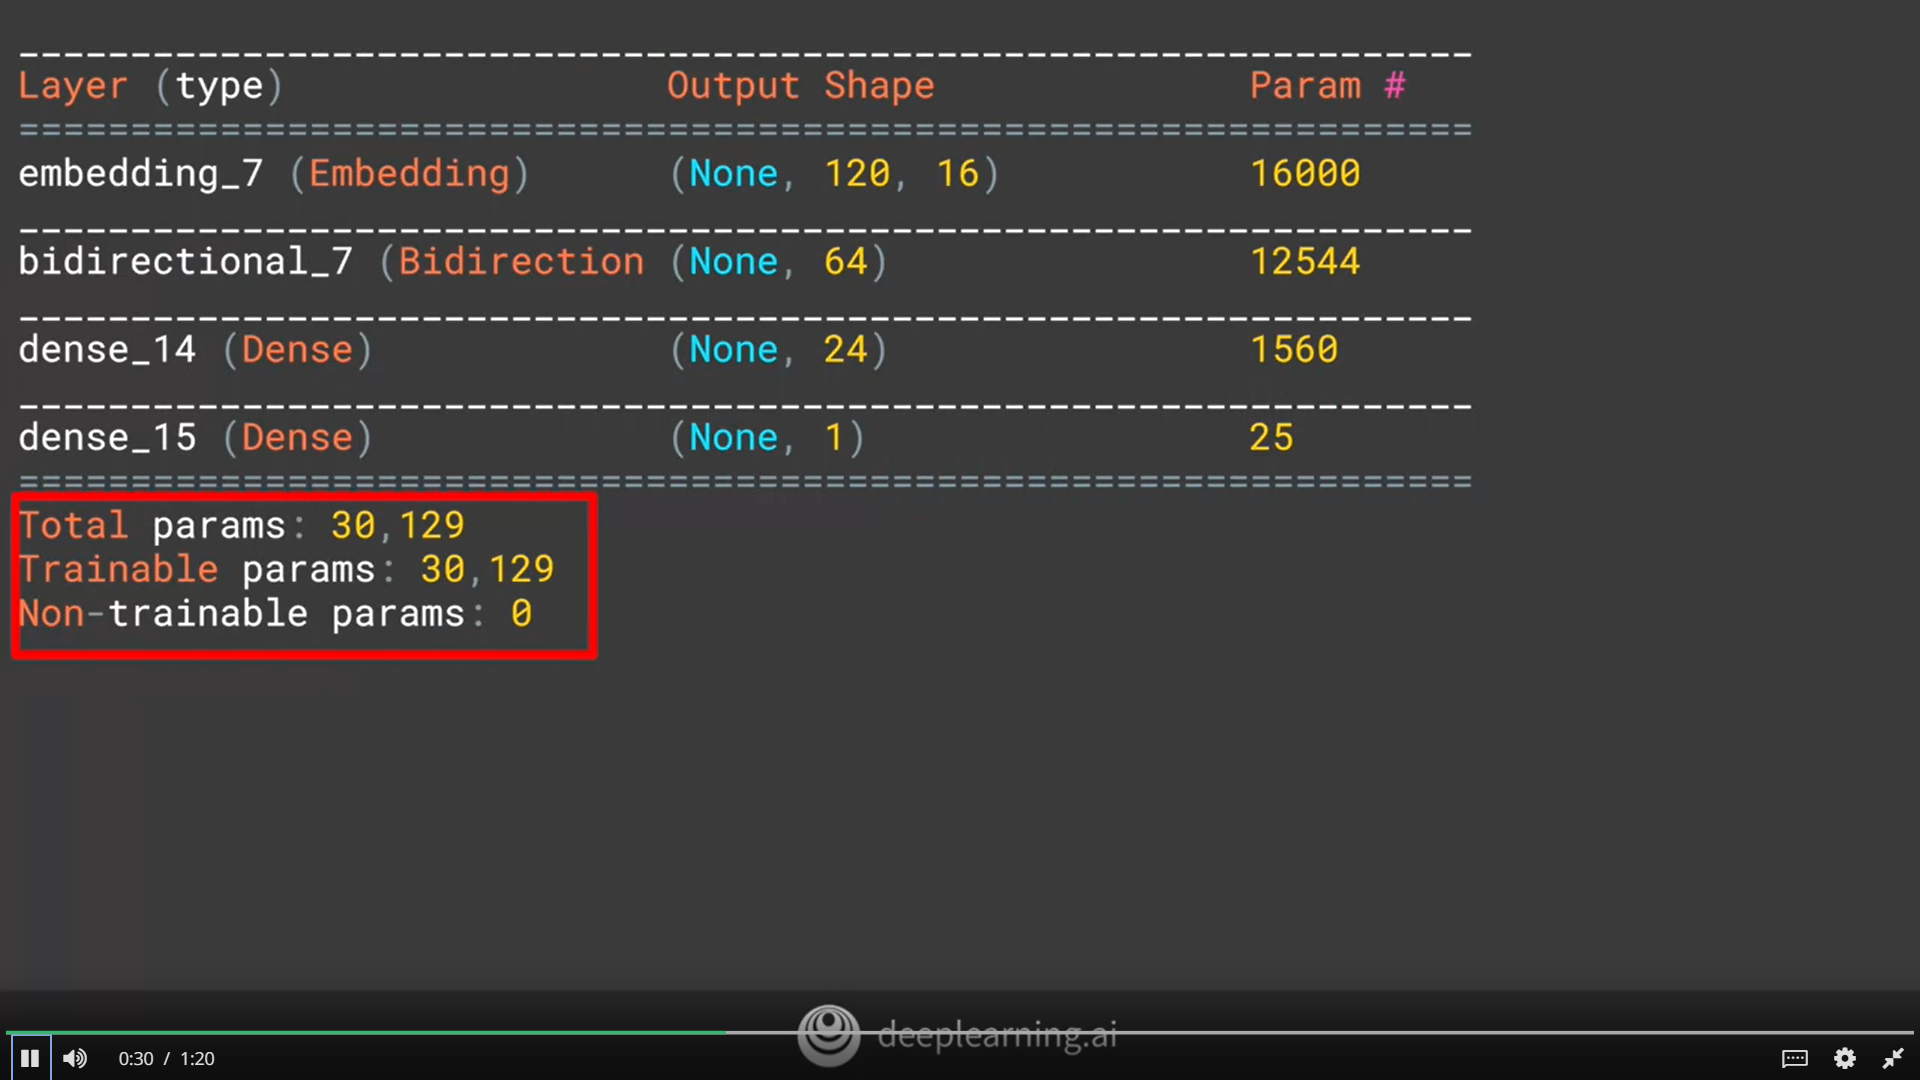 Layer (type) Output Shape Param #
embedding_7 (Embedding) (None, 120, 16) 16000
bidirectional_7 (Bidirection (None, 64) 12544
dense_14 (Dense) (None, 24) 1560
dense_15 (Dense) (None, 1) 25
Total params: 30,129
Trainable params: 30,129
Non-trainable params: 0
deeplearning.ai
0:30 / 1:20